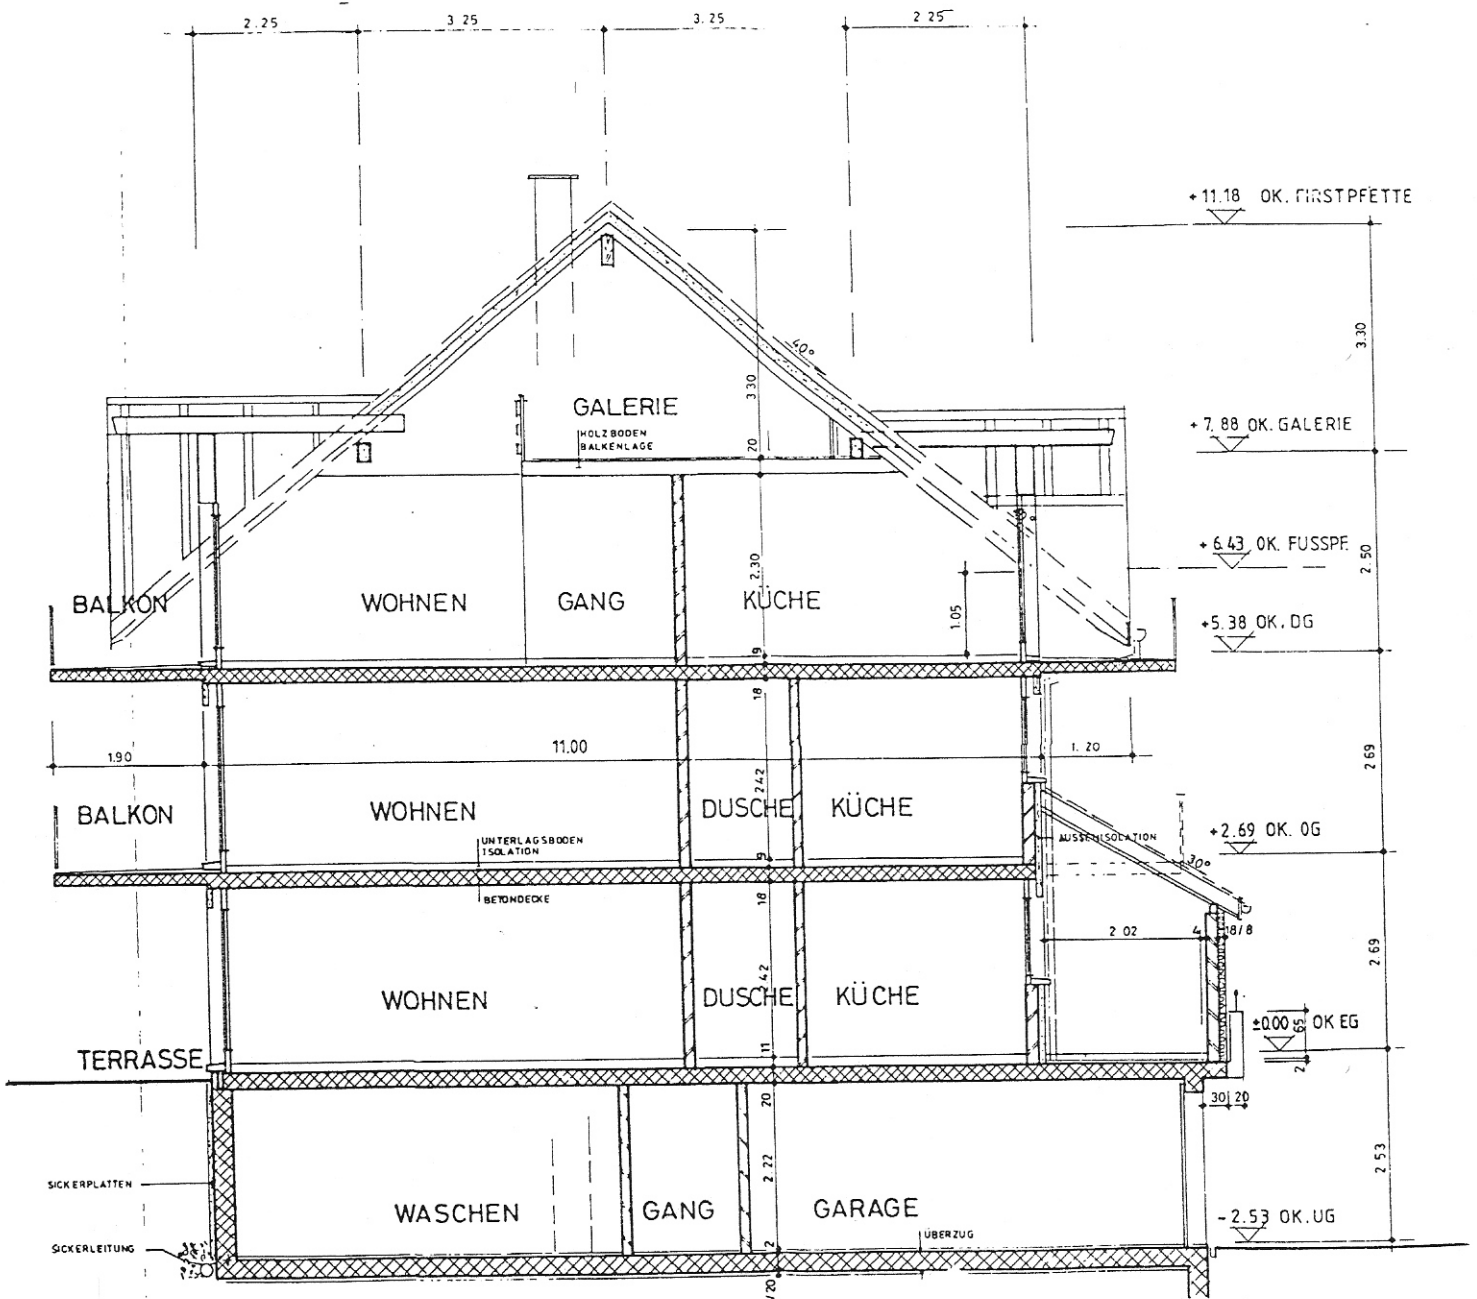 2.25
3.25
3.25
2.25
+11.18 OK. FIRSTPFETTE
40°
3.30
3.30
GALERIE
HOLZBODEN
BALKENLAGE
20
+7,88 OK. GALERIE
+6.43 OK. FUSSPF.
2.50
2.30
BALKON
WOHNEN
GANG
KÜCHE
1.05
+5.38 OK. DG
9
18
1.90
11.00
1.20
2.69
2.42
BALKON
WOHNEN
DUSCHE
KÜCHE
UNTERLAGSBODEN
ISOLATION
AUSSENISOLATION
+2.69 OK. OG
30°
9
BETONDECKE
18
2 02
4
18/8
2.69
2.42
WOHNEN
DUSCHE
KÜCHE
±0.00 OK EG
65
TERRASSE
11
2
20
30
20
2.22
2.53
SICKERPLATTEN
WASCHEN
GANG
GARAGE
-2.53 OK.UG
SICKERLEITUNG
2
ÜBERZUG
/20